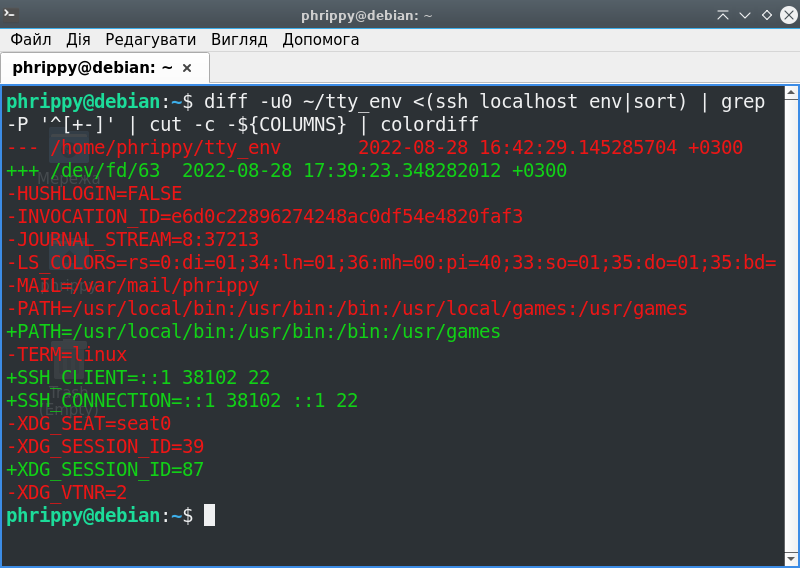 phrippy@debian: ~
Файл Дія Редагувати Вигляд Допомога
phrippy@debian: ~
phrippy@debian:~$ diff -u0 ~/tty_env <(ssh localhost env|sort) | grep
-P '^[+-]' | cut -c -${COLUMNS} | colordiff
--- /home/phrippy/tty_env       2022-08-28 16:42:29.145285704 +0300
+++ /dev/fd/63  2022-08-28 17:39:23.348282012 +0300
Мережа
-HUSHLOGIN=FALSE
-INVOCATION_ID=e6d0c22896274248ac0df54e4820faf3
-JOURNAL_STREAM=8:37213
-LS_COLORS=rs=0:di=01;34:ln=01;36:mh=00:pi=40;33:so=01;35:do=01;35:bd=
-MAIL=/var/mail/phrippy
-PATH=/usr/local/bin:/usr/bin:/bin:/usr/local/games:/usr/games
+PATH=/usr/local/bin:/usr/bin:/bin:/usr/games
-TERM=linux
+SSH_CLIENT=::1 38102 22
Trash
+SSH_CONNECTION=::1 38102 ::1 22
(Empty)
-XDG_SEAT=seat0
-XDG_SESSION_ID=39
+XDG_SESSION_ID=87
-XDG_VTNR=2
phrippy@debian:~$